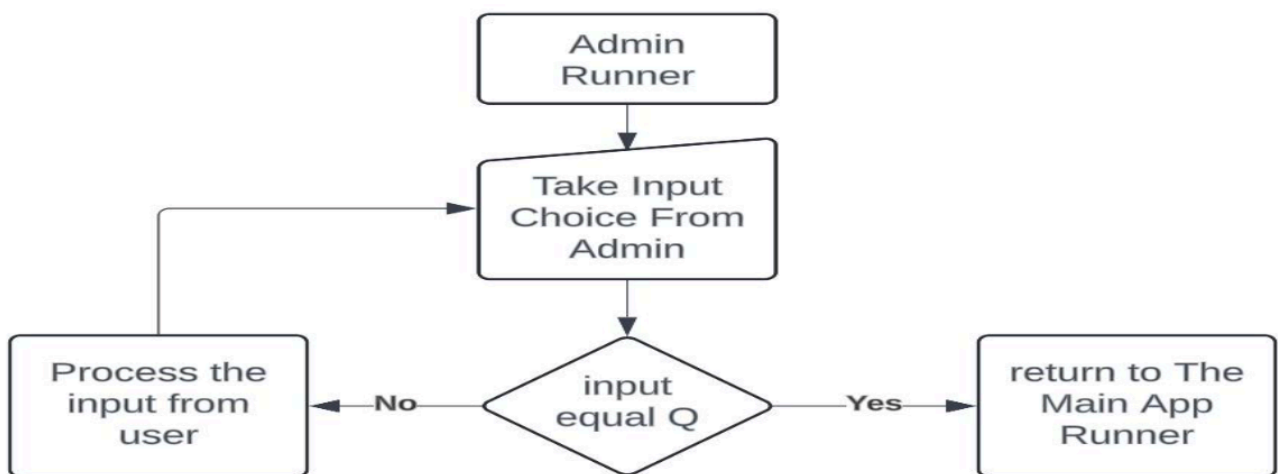 Admin
Runner
Take Input
Choice From
Admin
Process the
input from
user
No
input
equal Q
Yes
return to The
Main App
Runner